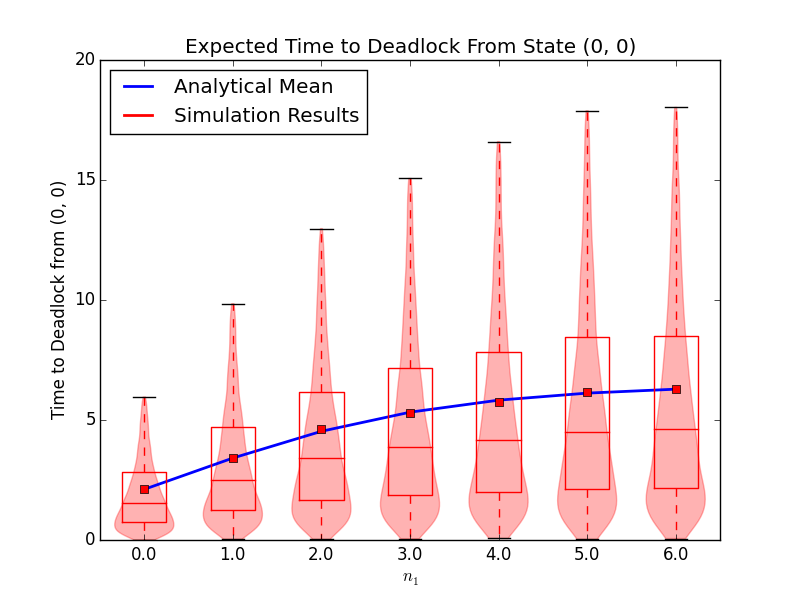 Expected Time to Deadlock From State (0, 0)
Analytical Mean
Simulation Results
Time to Deadlock from (0, 0)
20
15
10
5
0
0.0 1.0 2.0 3.0 4.0 5.0 6.0
n₁